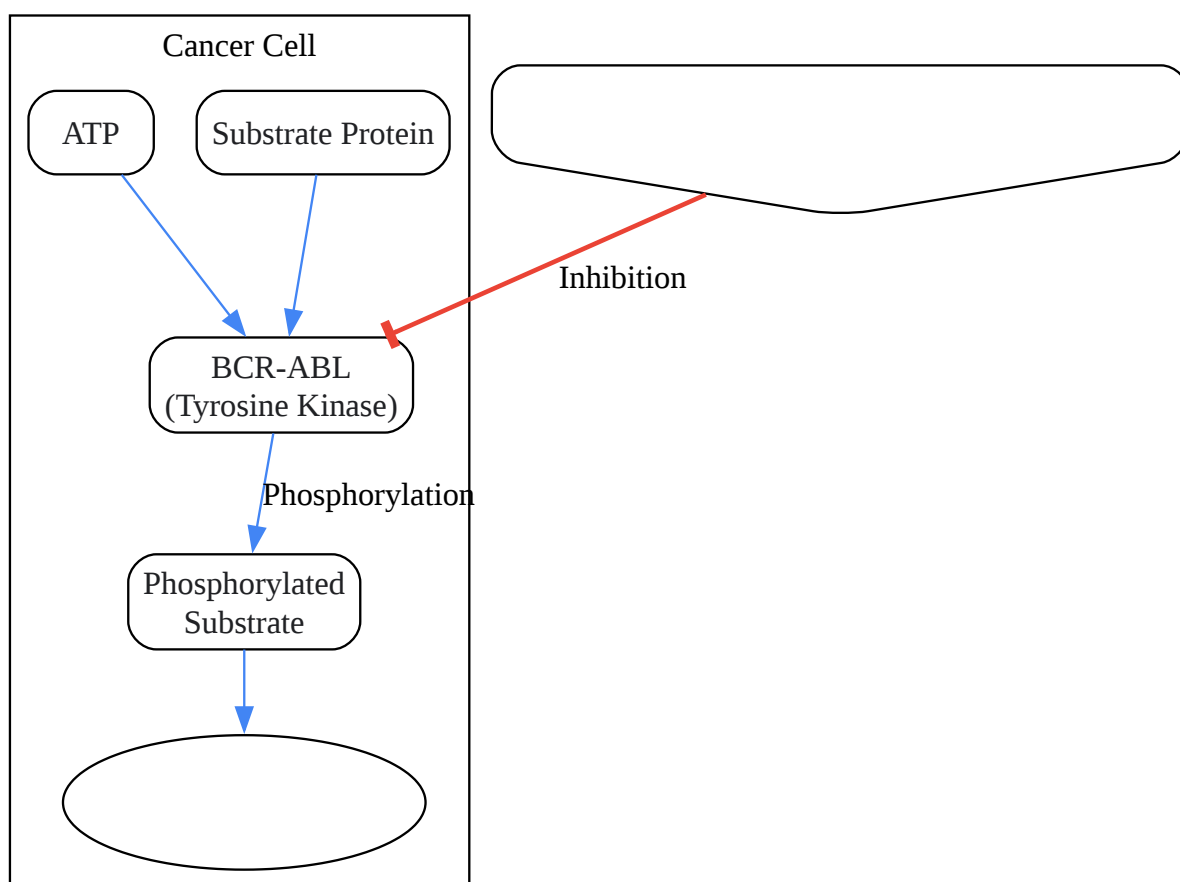 Cancer Cell
ATP
Substrate Protein
Inhibition
BCR-ABL
(Tyrosine Kinase)
Phosphorylation
Phosphorylated
Substrate